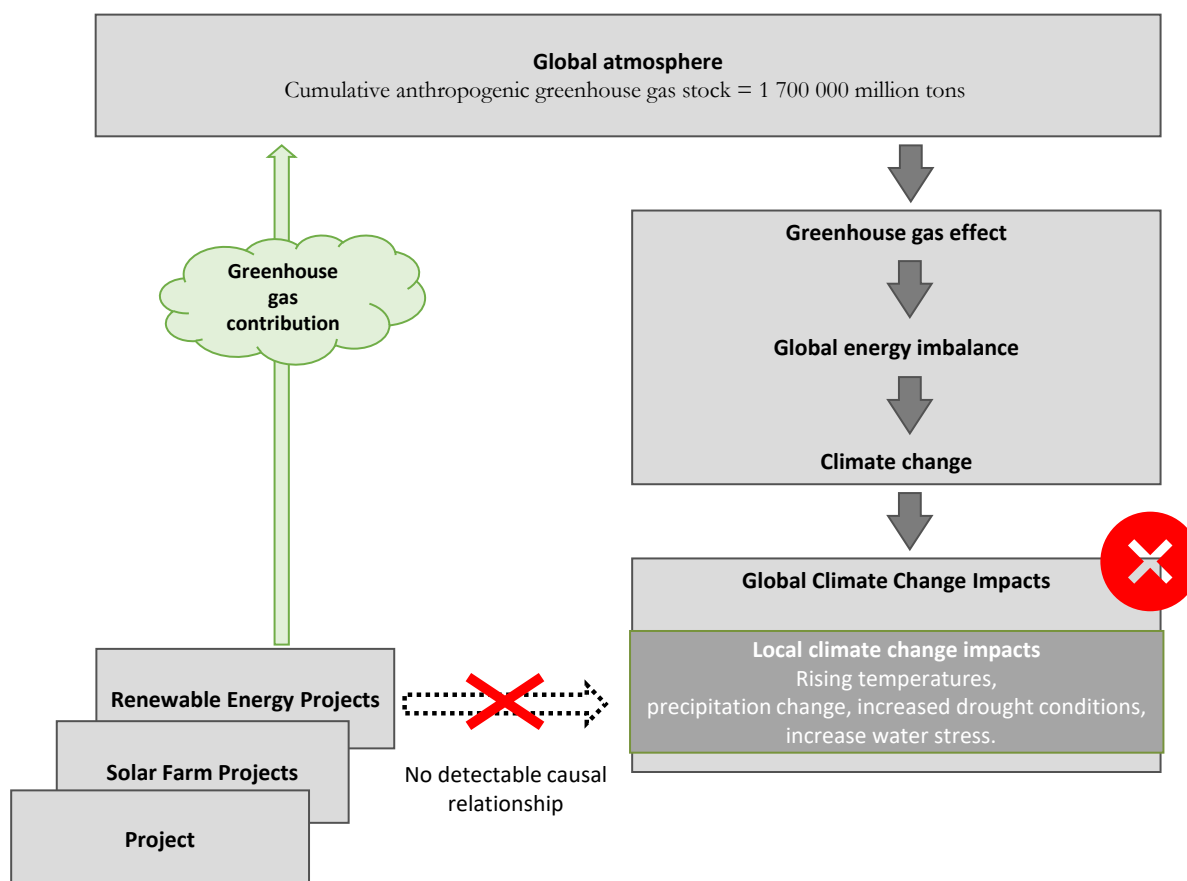 Global atmosphere
Cumulative anthropogenic greenhouse gas stock = 1 700 000 million tons
Greenhouse
gas
contribution
Greenhouse gas effect
Global energy imbalance
Climate change
Global Climate Change Impacts
Local climate change impacts
Rising temperatures,
precipitation change, increased drought conditions,
increase water stress.
Renewable Energy Projects
Solar Farm Projects
Project
No detectable causal
relationship